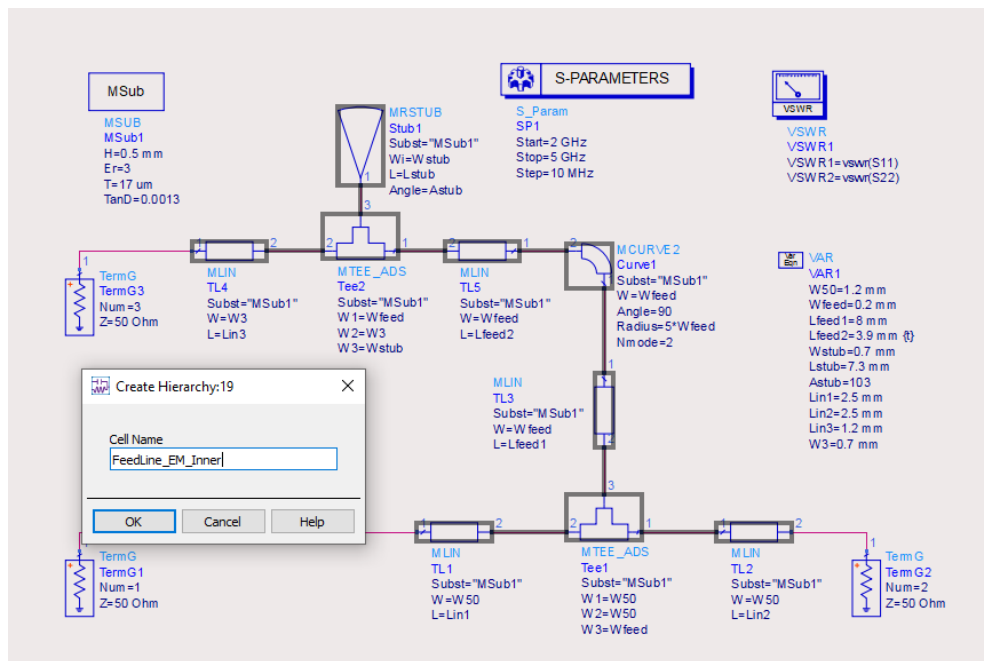 MSub
MSUB
MSub1
H=0.5 mm
Er=3
T=17 um
TanD=0.0013
1
3
MRSTUB
Stub1
Subst="MSub1"
Wi=Wstub
L=Lstub
Angle=Astub
S-PARAMETERS
S_Param
SP1
Start=2 GHz
Stop=5 GHz
Step=10 MHz
VSWR
VSWR
VSWR1
VSWR1=vswr(S11)
VSWR2=vswr(S22)
1
TermG
TermG3
Num=3
Z=50 Ohm
1
2
MLIN
TL4
Subst="MSub1"
W=W3
L=Lin3
2
1
MTEE_ADS
Tee2
Subst="MSub1"
W1=Wfeed
W2=W3
W3=Wstub
2
1
MLIN
TL5
Subst="MSub1"
W=Wfeed
L=Lfeed2
2
1
MCURVE2
Curve1
Subst="MSub1"
W=Wfeed
Angle=90
Radius=5*Wfeed
Nmode=2
Var
Eqn
VAR
VAR1
W50=1.2 mm
Wfeed=0.2 mm
Lfeed1=8 mm
Lfeed2=3.9 mm {t}
Wstub=0.7 mm
Lstub=7.3 mm
Astub=103
Lin1=2.5 mm
Lin2=2.5 mm
Lin3=1.2 mm
W3=0.7 mm
Create Hierarchy:19
Cell Name
FeedLine_EM_Inner
OK
Cancel
Help
1
2
MLIN
TL3
Subst="MSub1"
W=Wfeed
L=Lfeed1
1
TermG
TermG1
Num=1
Z=50 Ohm
1
2
MLIN
TL1
Subst="MSub1"
W=W50
L=Lin1
3
2
1
MTEE_ADS
Tee1
Subst="MSub1"
W1=W50
W2=W50
W3=Wfeed
1
2
MLIN
TL2
Subst="MSub1"
W=W50
L=Lin2
1
TermG
TermG2
Num=2
Z=50 Ohm